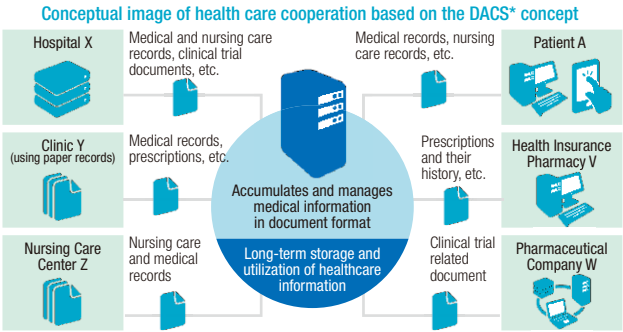 Conceptual image of health care cooperation based on the DACS* concept
Hospital X
Medical and nursing care
records, clinical trial
documents, etc.
Medical records, nursing
care records, etc.
Patient A
Clinic Y
(using paper records)
Medical records,
prescriptions, etc.
Accumulates and manages
medical information
in document format
Long-term storage and
utilization of healthcare
information
Prescriptions
and their
history, etc.
Health Insurance
Pharmacy V
Nursing Care
Center Z
Nursing care
and medical
records
Clinical trial
related
document
Pharmaceutical
Company W